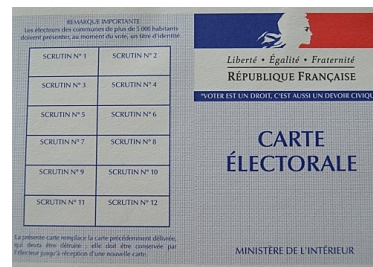 REMARQUE IMPORTANTE
Les électeurs des communes de plus de 5 000 habitants
doivent présenter, au moment du vote, un titre d'identité.
SCRUTIN N° 1 SCRUTIN N° 2
SCRUTIN N° 3 SCRUTIN N° 4
SCRUTIN N° 5 SCRUTIN N° 6
SCRUTIN N° 7 SCRUTIN N° 8
SCRUTIN N° 9 SCRUTIN N° 10
SCRUTIN N° 11 SCRUTIN N° 12
La présente carte remplace la carte précédemment délivrée,
qui devra être détruite ; elle doit être conservée par
l'électeur jusqu'à réception d'une nouvelle carte.
Liberté • Égalité • Fraternité
RÉPUBLIQUE FRANÇAISE
"VOTER EST UN DROIT, C'EST AUSSI UN DEVOIR CIVIQU
CARTE
ÉLECTORALE
MINISTÈRE DE L'INTÉRIEUR